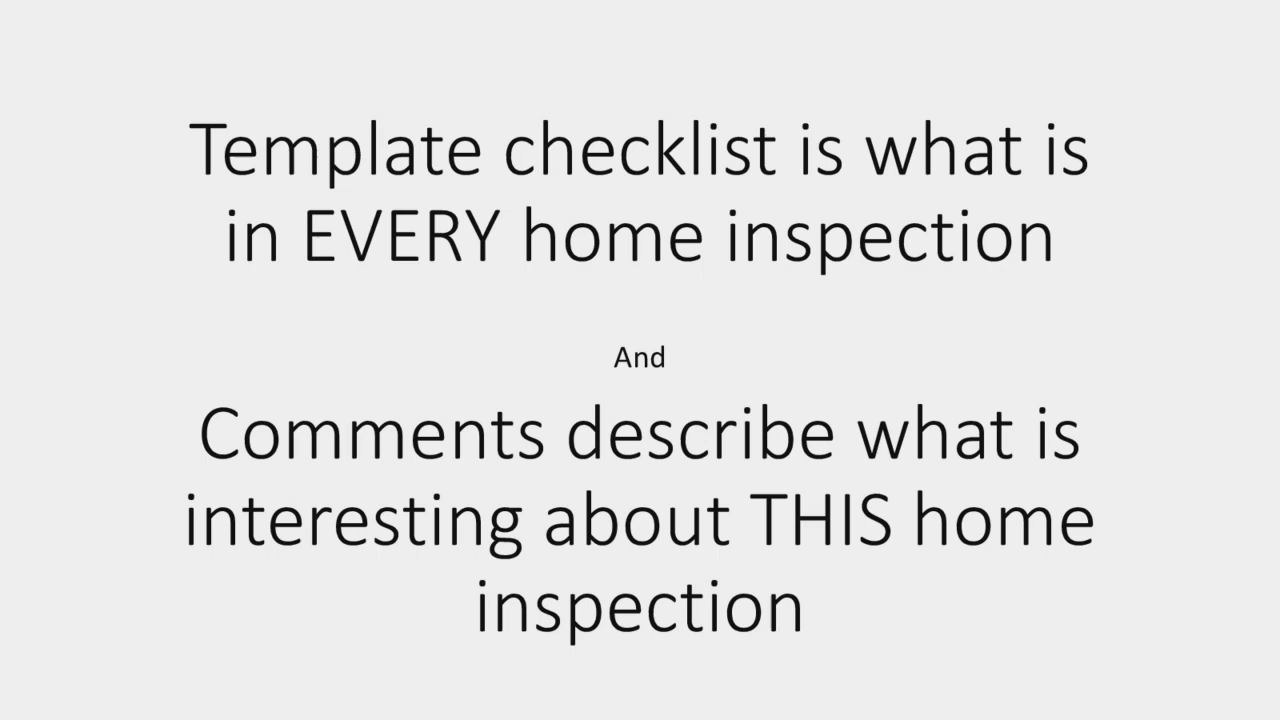 Template checklist is what is
in EVERY home inspection
And
Comments describe what is
interesting about THIS home
inspection